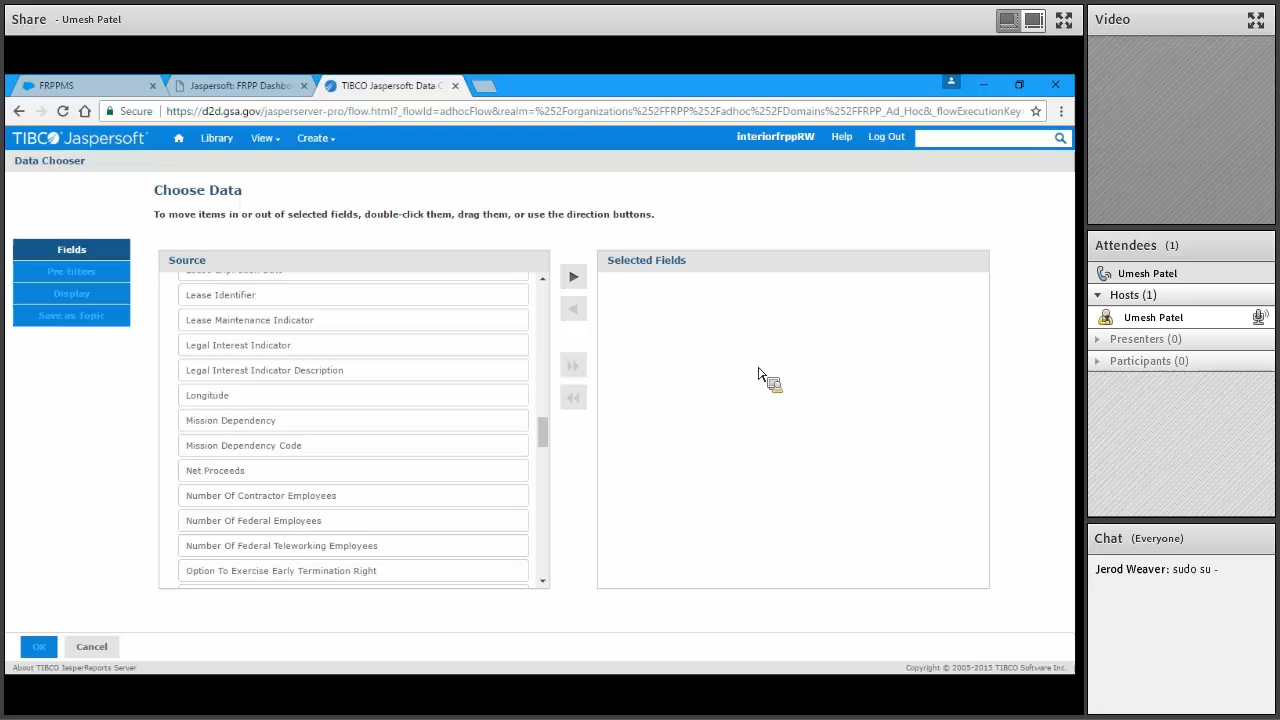 Share - Umesh Patel
FRPPMS
Jaspersoft: FRPP Dashbo
TIBCO Jaspersoft: Data C
Secure https://d2d.gsa.gov/jasperserver-pro/flow.html?_flowId=adhocFlow&realm=%252Forganizations%252FFRPP%252Fadhoc%252FDomains%252FFRPP_Ad_Hoc&_flowExecutionKey=
TIBCO Jaspersoft
Library
View
Create
interiorfrppRW
Help
Log Out
Data Chooser
Choose Data
To move items in or out of selected fields, double-click them, drag them, or use the direction buttons.
Fields
Pre-filters
Display
Save as Topic
Source
Lease Expiration Date
Lease Identifier
Lease Maintenance Indicator
Legal Interest Indicator
Legal Interest Indicator Description
Longitude
Mission Dependency
Mission Dependency Code
Net Proceeds
Number Of Contractor Employees
Number Of Federal Employees
Number Of Federal Teleworking Employees
Option To Exercise Early Termination Right
Selected Fields
OK
Cancel
About TIBCO JasperReports Server
Copyright © 2005-2015 TIBCO Software Inc.
Video
Attendees (1)
Umesh Patel
Hosts (1)
Umesh Patel
Presenters (0)
Participants (0)
Chat (Everyone)
Jerod Weaver: sudo su -